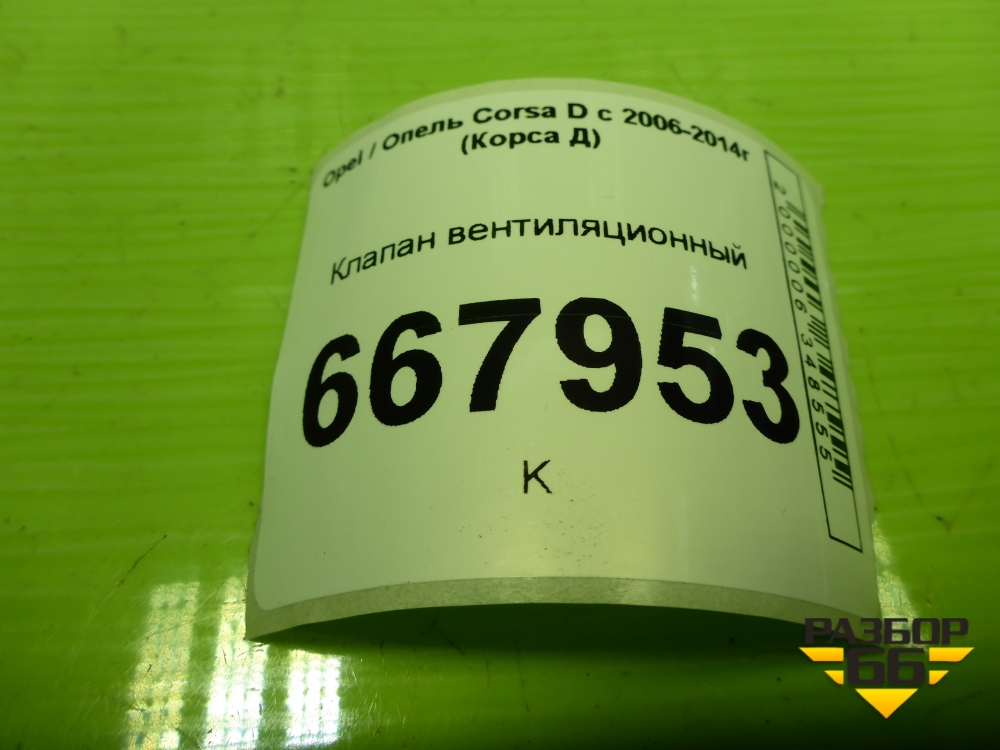 Opel / Опель Corsa D с 2006-2014г
(Корса Д)
Клапан вентиляционный
667953
К
2000006348555
РАЗБОР
66